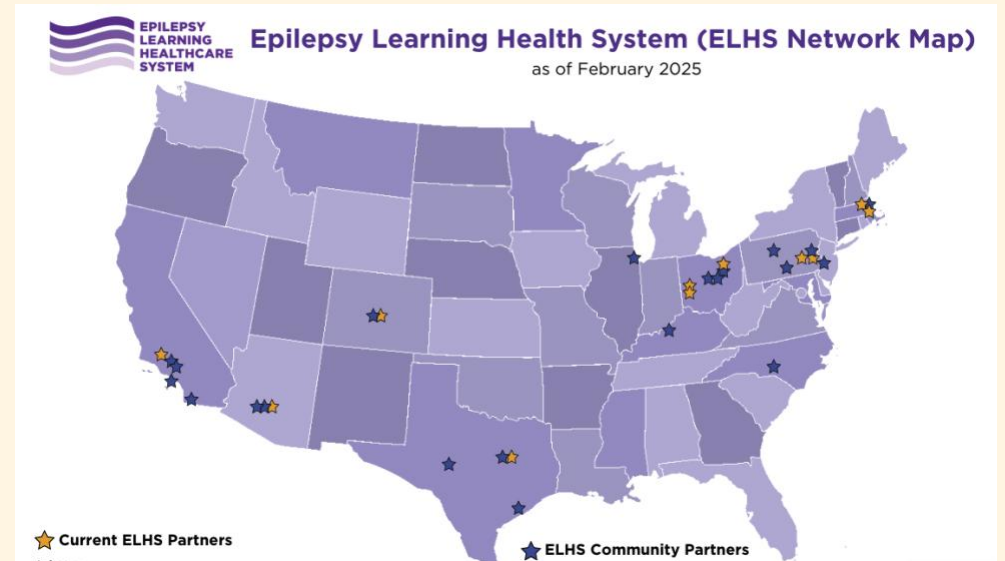 EPILEPSY
LEARNING
HEALTHCARE
SYSTEM
Epilepsy Learning Health System (ELHS Network Map)
as of February 2025
Current ELHS Partners
ELHS Community Partners